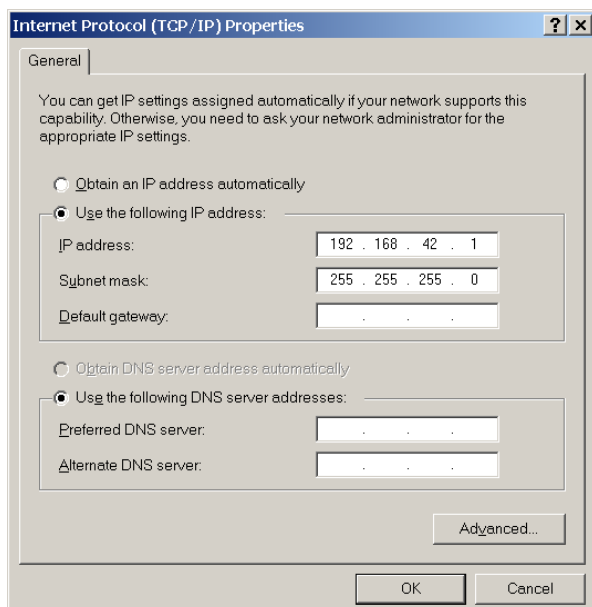 Internet Protocol (TCP/IP) Properties
General
You can get IP settings assigned automatically if your network supports this
capability. Otherwise, you need to ask your network administrator for the
appropriate IP settings.
Obtain an IP address automatically
Use the following IP address:
IP address: 192 . 168 . 42 . 1
Subnet mask: 255 . 255 . 255 . 0
Default gateway: . . .
Obtain DNS server address automatically
Use the following DNS server addresses:
Preferred DNS server: . . .
Alternate DNS server: . . .
Advanced...
OK Cancel